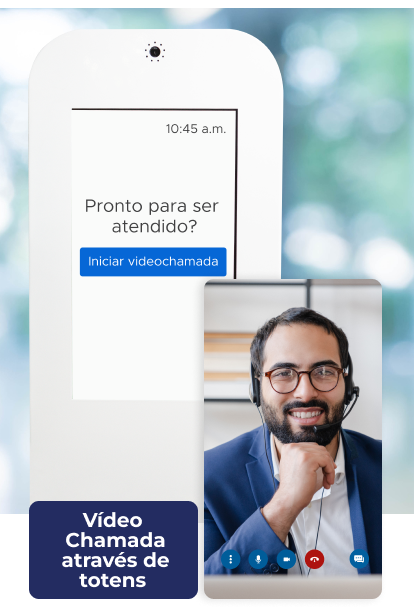 10:45 a.m.
Pronto para ser
atendido?
Iniciar videochamada
Vídeo
Chamada
através de
totens